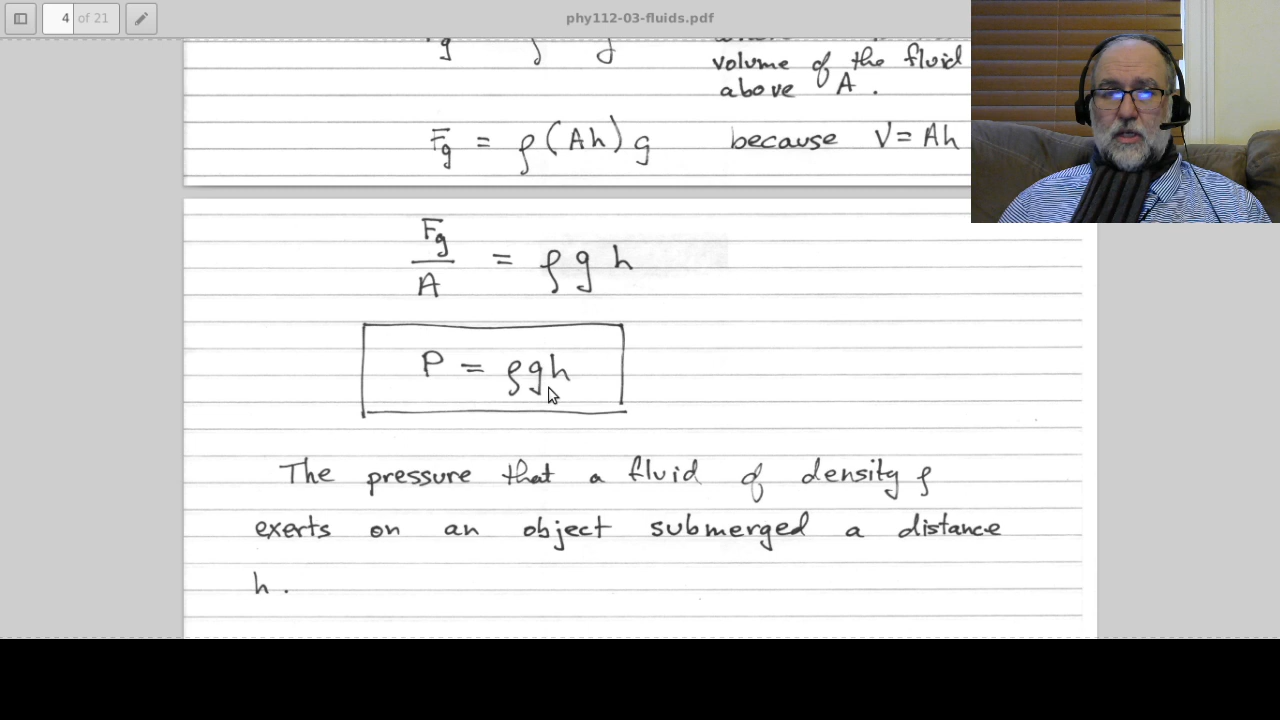 4 of 21
phy112-03-fluids.pdf
volume of the fluid
above A.
Fg = ρ(Ah)g because V = Ah
Fg
A
= ρ g h
P = ρgh
The pressure that a fluid of density ρ
exerts on an object submerged a distance
h.